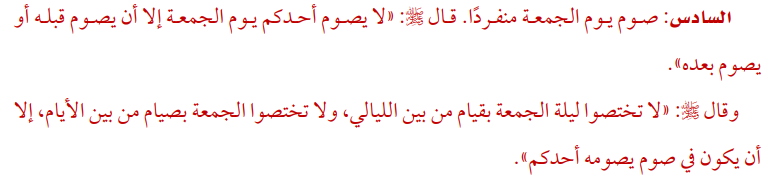 السادس: صوم يوم الجمعة منفردًا. قال ﷺ: «لا يصوم أحدكم يوم الجمعة إلا أن يصوم قبله أو
يصوم بعده».
وقال ﷺ: «لا تختصوا ليلة الجمعة بقيام من بين الليالي، ولا تختصوا الجمعة بصيام من بين الأيام، إلا
أن يكون في صوم يصومه أحدكم».